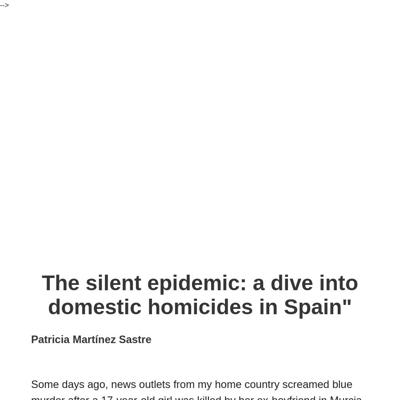 -->
The silent epidemic: a dive into
domestic homicides in Spain"
Patricia Martínez Sastre
Some days ago, news outlets from my home country screamed blue
murder after a 17-year-old girl was killed by her ex-boyfriend in Murcia